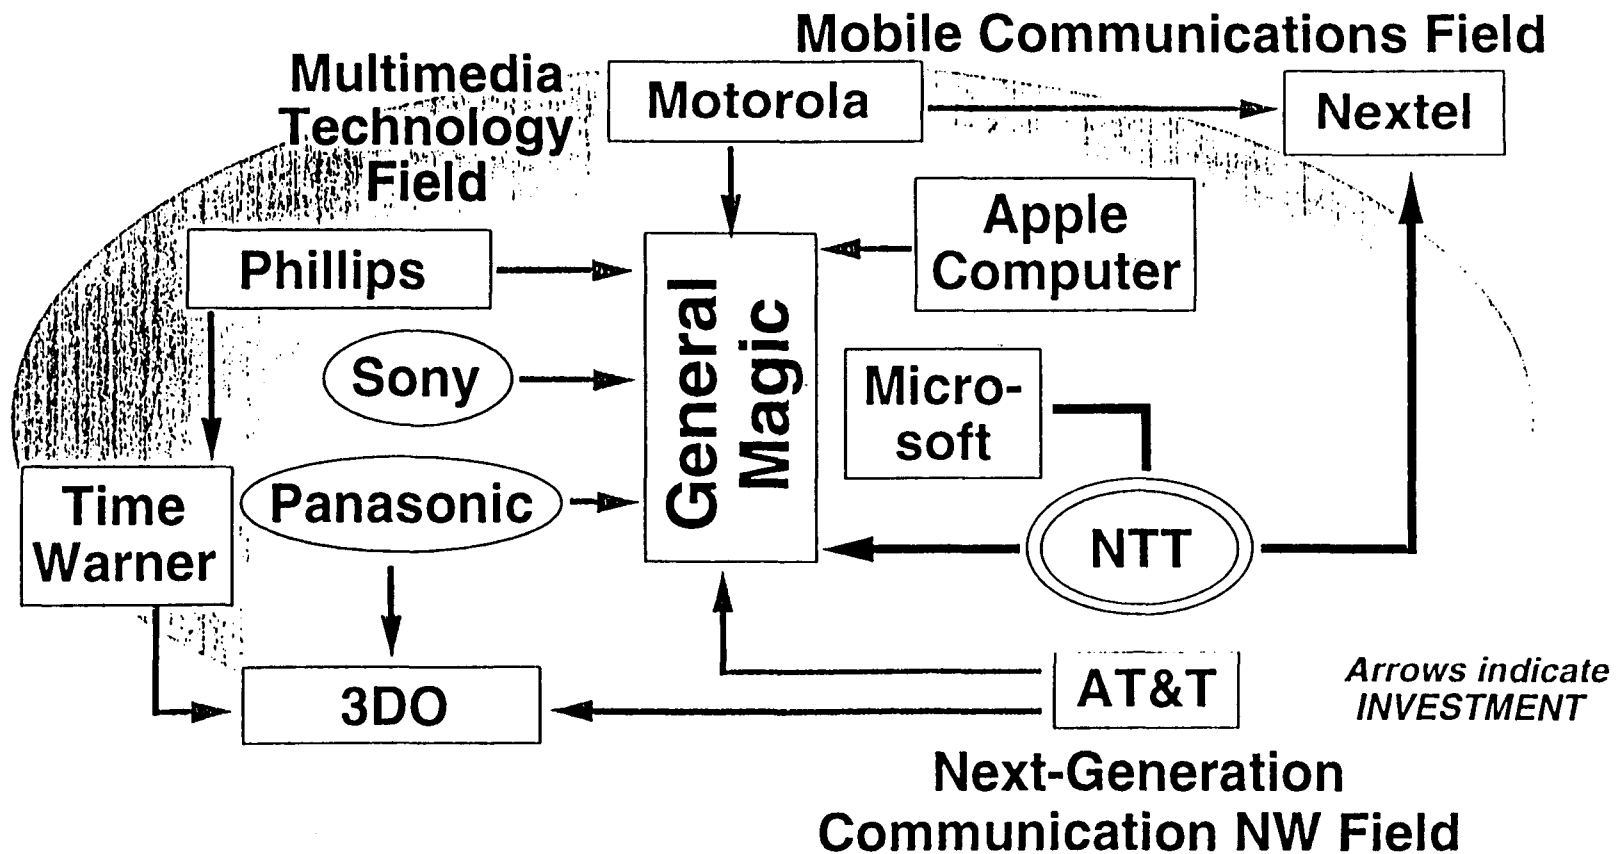 Mobile Communications Field
Multimedia
Technology
Field
Motorola
Nextel
Apple
Computer
Phillips
General
Magic
Sony
Micro-
soft
Time
Warner
Panasonic
NTT
3DO
AT&T
Arrows indicate
INVESTMENT
Next-Generation
Communication NW Field